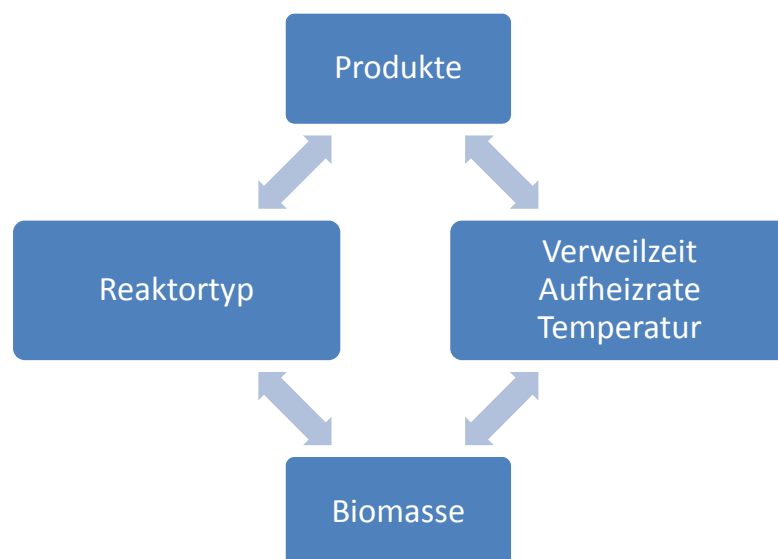 Produkte
Reaktortyp
Verweilzeit
Aufheizrate
Temperatur
Biomasse